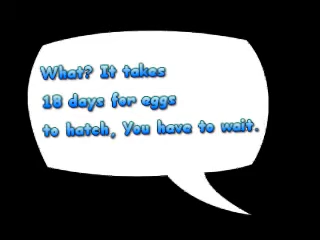 What? It takes
18 days for eggs
to hatch, You have to wait.